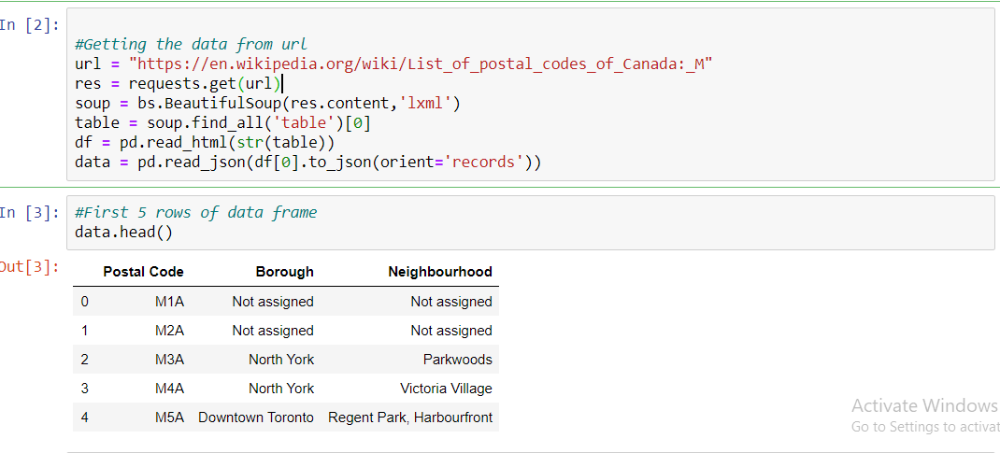 In [2]:
#Getting the data from url
url = "https://en.wikipedia.org/wiki/List_of_postal_codes_of_Canada:_M"
res = requests.get(url)
soup = bs.BeautifulSoup(res.content,'lxml')
table = soup.find_all('table')[0]
df = pd.read_html(str(table))
data = pd.read_json(df[0].to_json(orient='records'))
In [3]:
#First 5 rows of data frame
data.head()
Out[3]:
Postal Code Borough Neighbourhood
0 M1A Not assigned Not assigned
1 M2A Not assigned Not assigned
2 M3A North York Parkwoods
3 M4A North York Victoria Village
4 M5A Downtown Toronto Regent Park, Harbourfront
Activate Windows
Go to Settings to activat